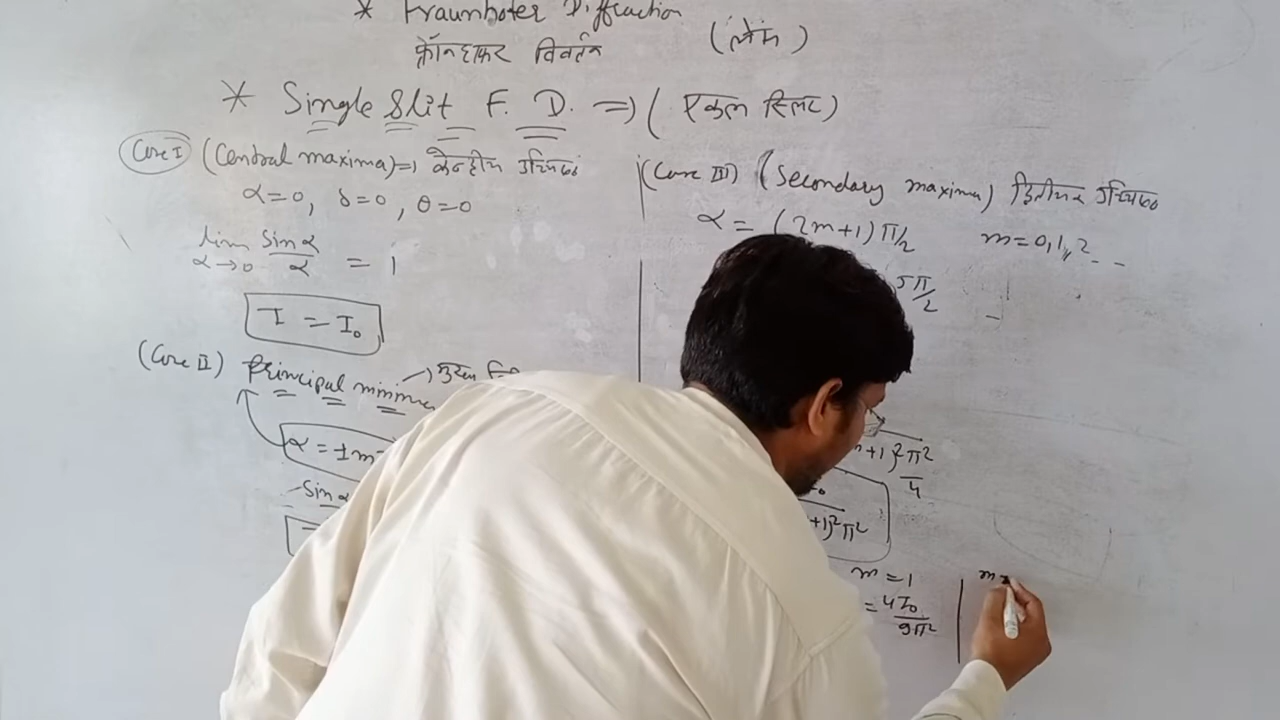 * Fraunhofer Diffraction
फ्रॉनहाफर विवर्तन (लेंस)
* Single Slit F. D. => ( एकल स्लिट)
Case I (Central maxima) => केन्द्रीय उच्चिष्ठ
α=0, δ=0, θ=0
lim α→0 Sin α / α = 1
I = I₀
(Case II) Principal minima → मुख्य
α = ±m
Sin α
(Case III) (Secondary maxima) द्वितीयक उच्चिष्ठ
α = (2m+1) π/2 m=0,1,2 - -
5π/2 -
+1)² π²/4
+1)² π²
m = 1
= 4I₀/9π²
m =